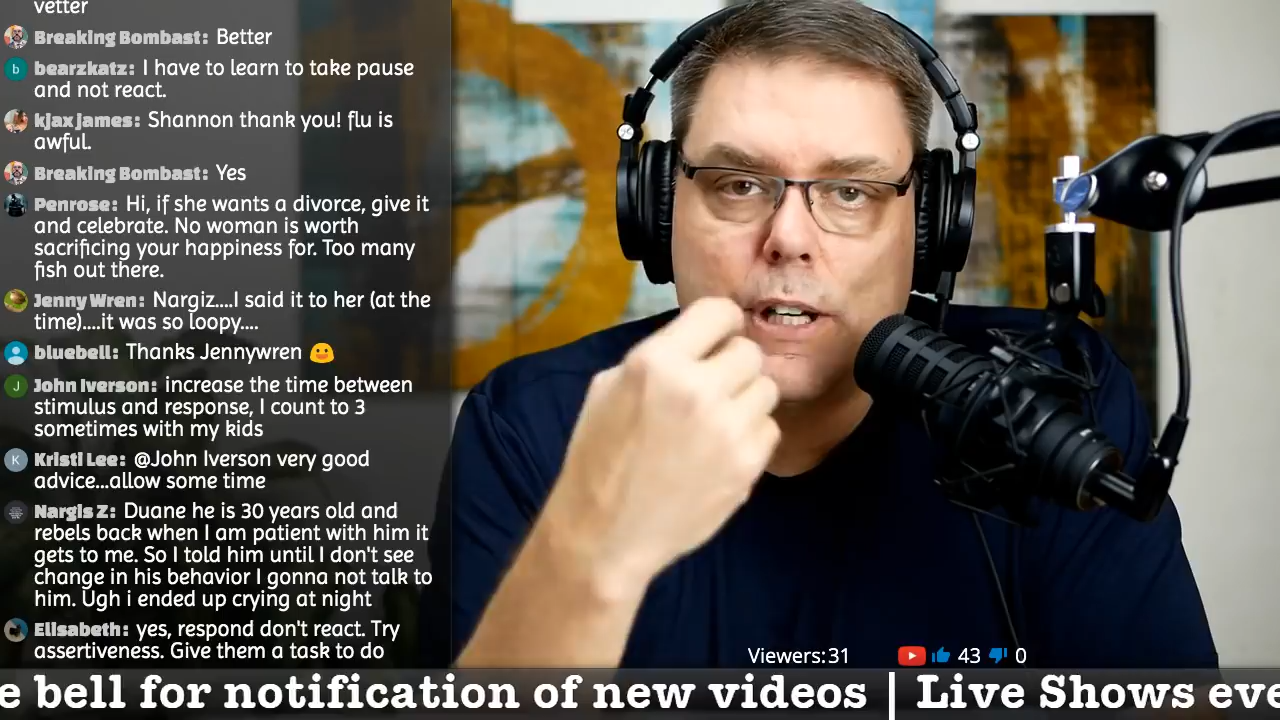 vetter
Breaking Bombast: Better
bearzkatz: I have to learn to take pause
and not react.
kjax james: Shannon thank you! flu is
awful.
Breaking Bombast: Yes
Penrose: Hi, if she wants a divorce, give it
and celebrate. No woman is worth
sacrificing your happiness for. Too many
fish out there.
Jenny Wren: Nargiz....I said it to her (at the
time)....it was so loopy....
bluebell: Thanks Jennywren
John Iverson: increase the time between
stimulus and response, I count to 3
sometimes with my kids
Kristi Lee: @John Iverson very good
advice...allow some time
Nargis Z: Duane he is 30 years old and
rebels back when I am patient with him it
gets to me. So I told him until I don't see
change in his behavior I gonna not talk to
him. Ugh i ended up crying at night
Elisabeth: yes, respond don't react. Try
assertiveness. Give them a task to do
b
J
K
Viewers:31
43
0
e bell for notification of new videos | Live Shows eve